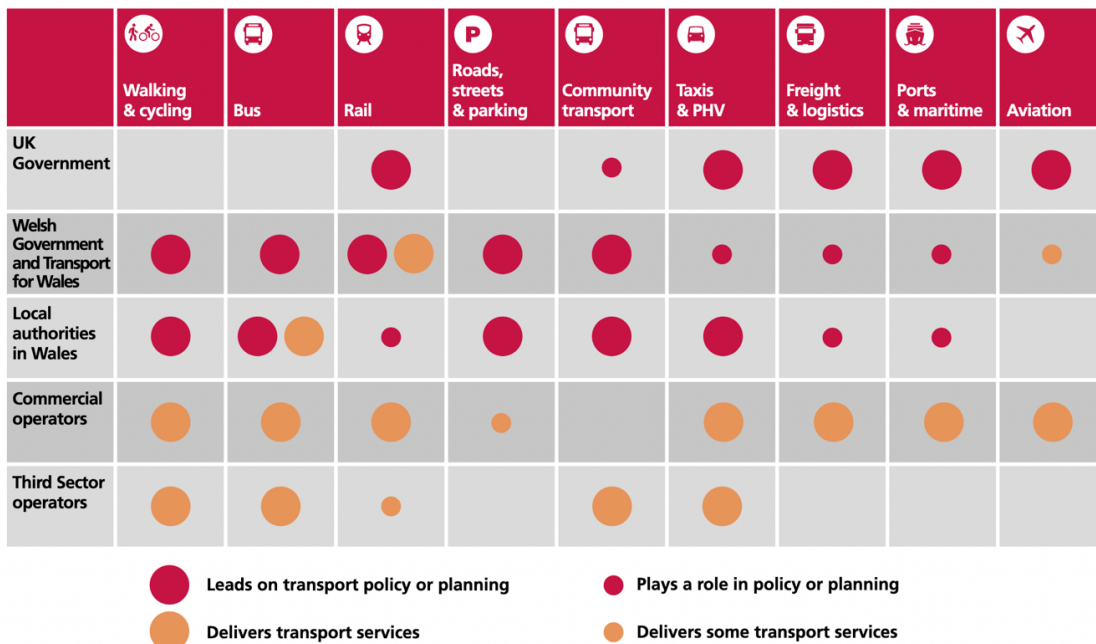 Walking
& cycling
Bus
Rail
P
Roads,
streets
& parking
Community
transport
Taxis
& PHV
Freight
& logistics
Ports
& maritime
Aviation
UK
Government
Welsh
Government
and Transport
for Wales
Local
authorities
in Wales
Commercial
operators
Third Sector
operators
Leads on transport policy or planning
Plays a role in policy or planning
Delivers transport services
Delivers some transport services